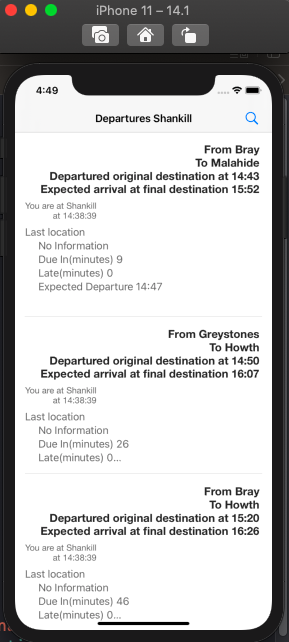 iPhone 11 – 14.1
4:49
Departures Shankill
From Bray
To Malahide
Departured original destination at 14:43
Expected arrival at final destination 15:52
You are at Shankill
at 14:38:39
Last location
No Information
Due In(minutes) 9
Late(minutes) 0
Expected Departure 14:47
From Greystones
To Howth
Departured original destination at 14:50
Expected arrival at final destination 16:07
You are at Shankill
at 14:38:39
Last location
No Information
Due In(minutes) 26
Late(minutes) 0...
From Bray
To Howth
Departured original destination at 15:20
Expected arrival at final destination 16:26
You are at Shankill
at 14:38:39
Last location
No Information
Due In(minutes) 46
Late(minutes) 0...